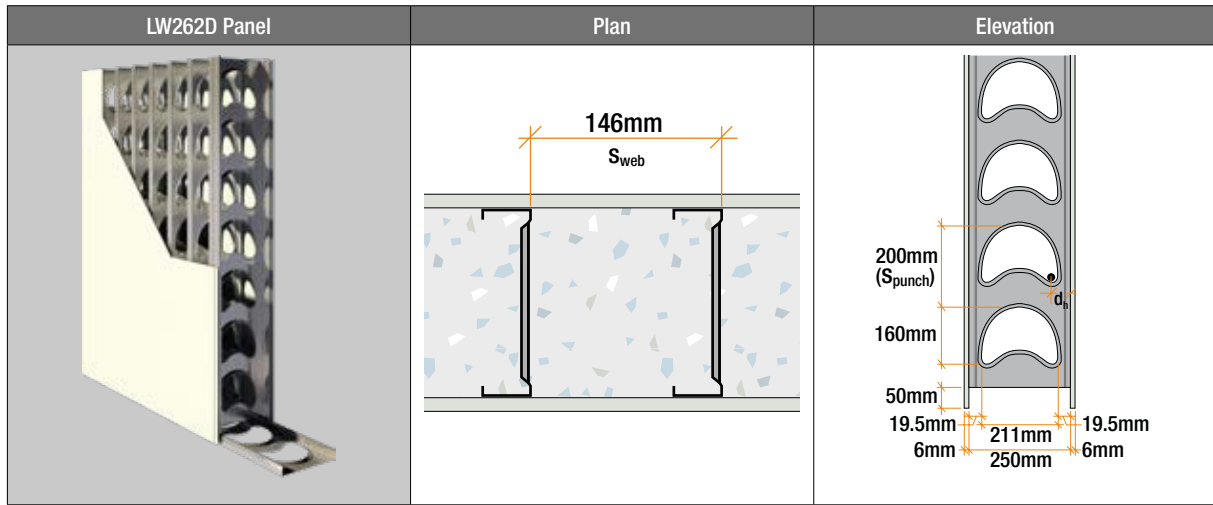 LW262D Panel
Plan
Elevation
146mm
Sweb
200mm
(Spunch)
dh
160mm
50mm
19.5mm
211mm
19.5mm
6mm
250mm
6mm